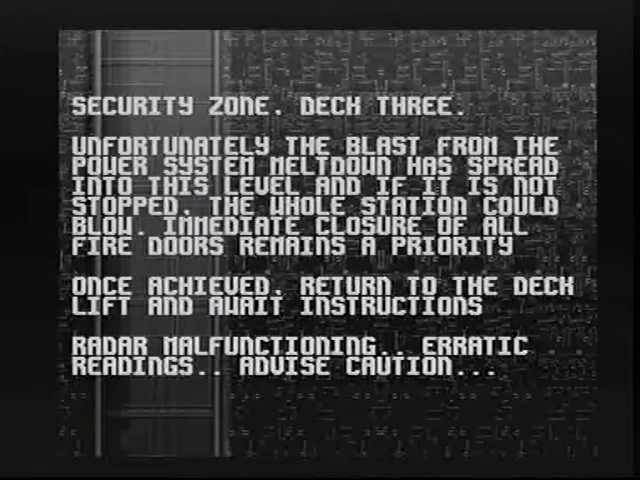 SECURITY ZONE. DECK THREE.
UNFORTUNATELY THE BLAST FROM THE
POWER SYSTEM MELTDOWN HAS SPREAD
INTO THIS LEVEL AND IF IT IS NOT
STOPPED, THE WHOLE STATION COULD
BLOW. IMMEDIATE CLOSURE OF ALL
FIRE DOORS REMAINS A PRIORITY
ONCE ACHIEVED, RETURN TO THE DECK
LIFT AND AWAIT INSTRUCTIONS
RADAR MALFUNCTIONING.. ERRATIC
READINGS.. ADVISE CAUTION...